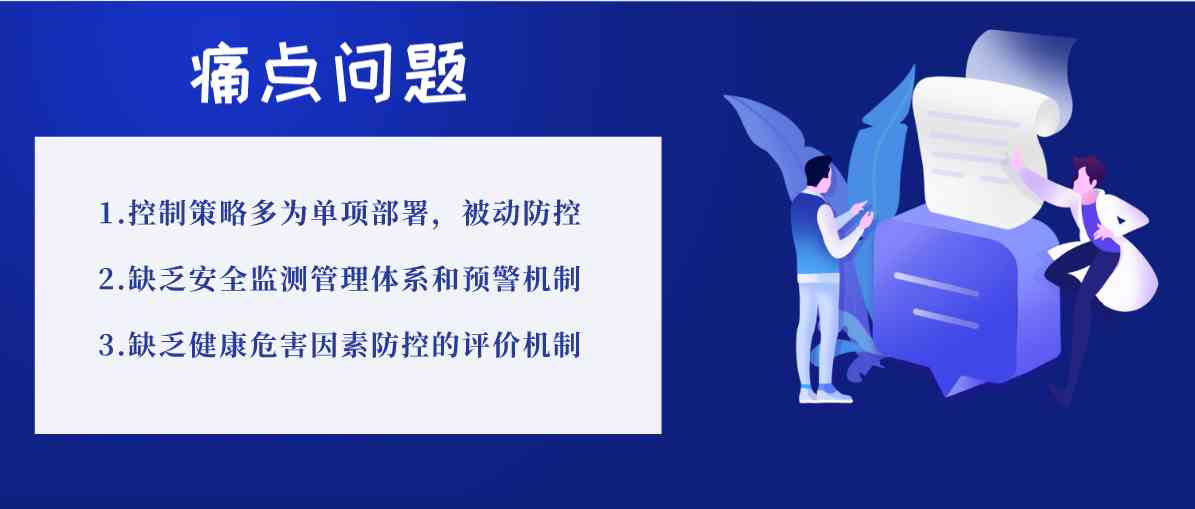 痛点问题
1.控制策略多为单项部署，被动防控
2.缺乏安全监测管理体系和预警机制
3.缺乏健康危害因素防控的评价机制